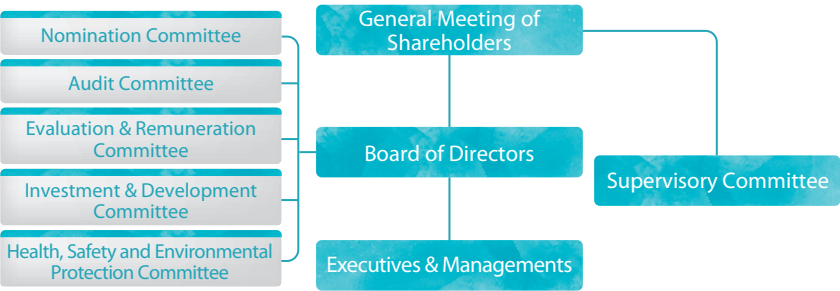 Nomination Committee
Audit Committee
Evaluation & Remuneration
Committee
Investment & Development
Committee
Health, Safety and Environmental
Protection Committee
General Meeting of
Shareholders
Board of Directors
Executives & Managements
Supervisory Committee